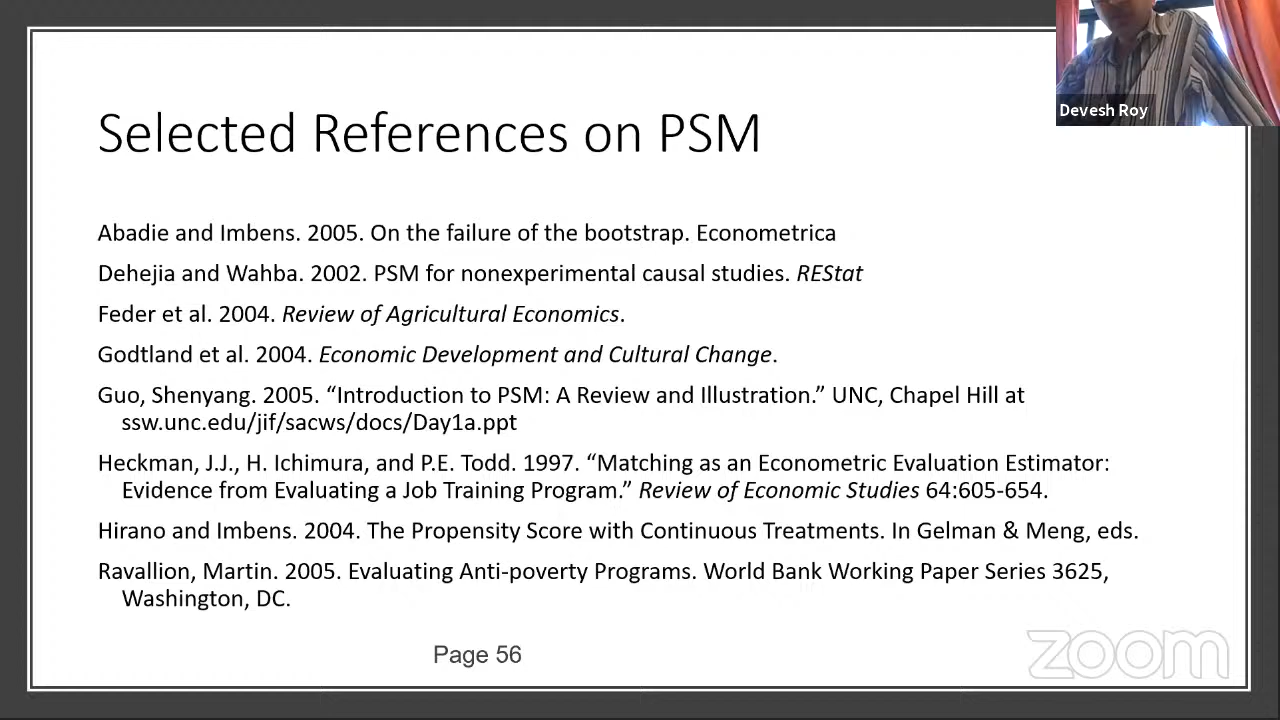 Devesh Roy
Selected References on PSM
Abadie and Imbens. 2005. On the failure of the bootstrap. Econometrica
Dehejia and Wahba. 2002. PSM for nonexperimental causal studies. REStat
Feder et al. 2004. Review of Agricultural Economics.
Godtland et al. 2004. Economic Development and Cultural Change.
Guo, Shenyang. 2005. “Introduction to PSM: A Review and Illustration.” UNC, Chapel Hill at
ssw.unc.edu/jif/sacws/docs/Day1a.ppt
Heckman, J.J., H. Ichimura, and P.E. Todd. 1997. “Matching as an Econometric Evaluation Estimator:
Evidence from Evaluating a Job Training Program.” Review of Economic Studies 64:605-654.
Hirano and Imbens. 2004. The Propensity Score with Continuous Treatments. In Gelman & Meng, eds.
Ravallion, Martin. 2005. Evaluating Anti-poverty Programs. World Bank Working Paper Series 3625,
Washington, DC.
Page 56
zoom